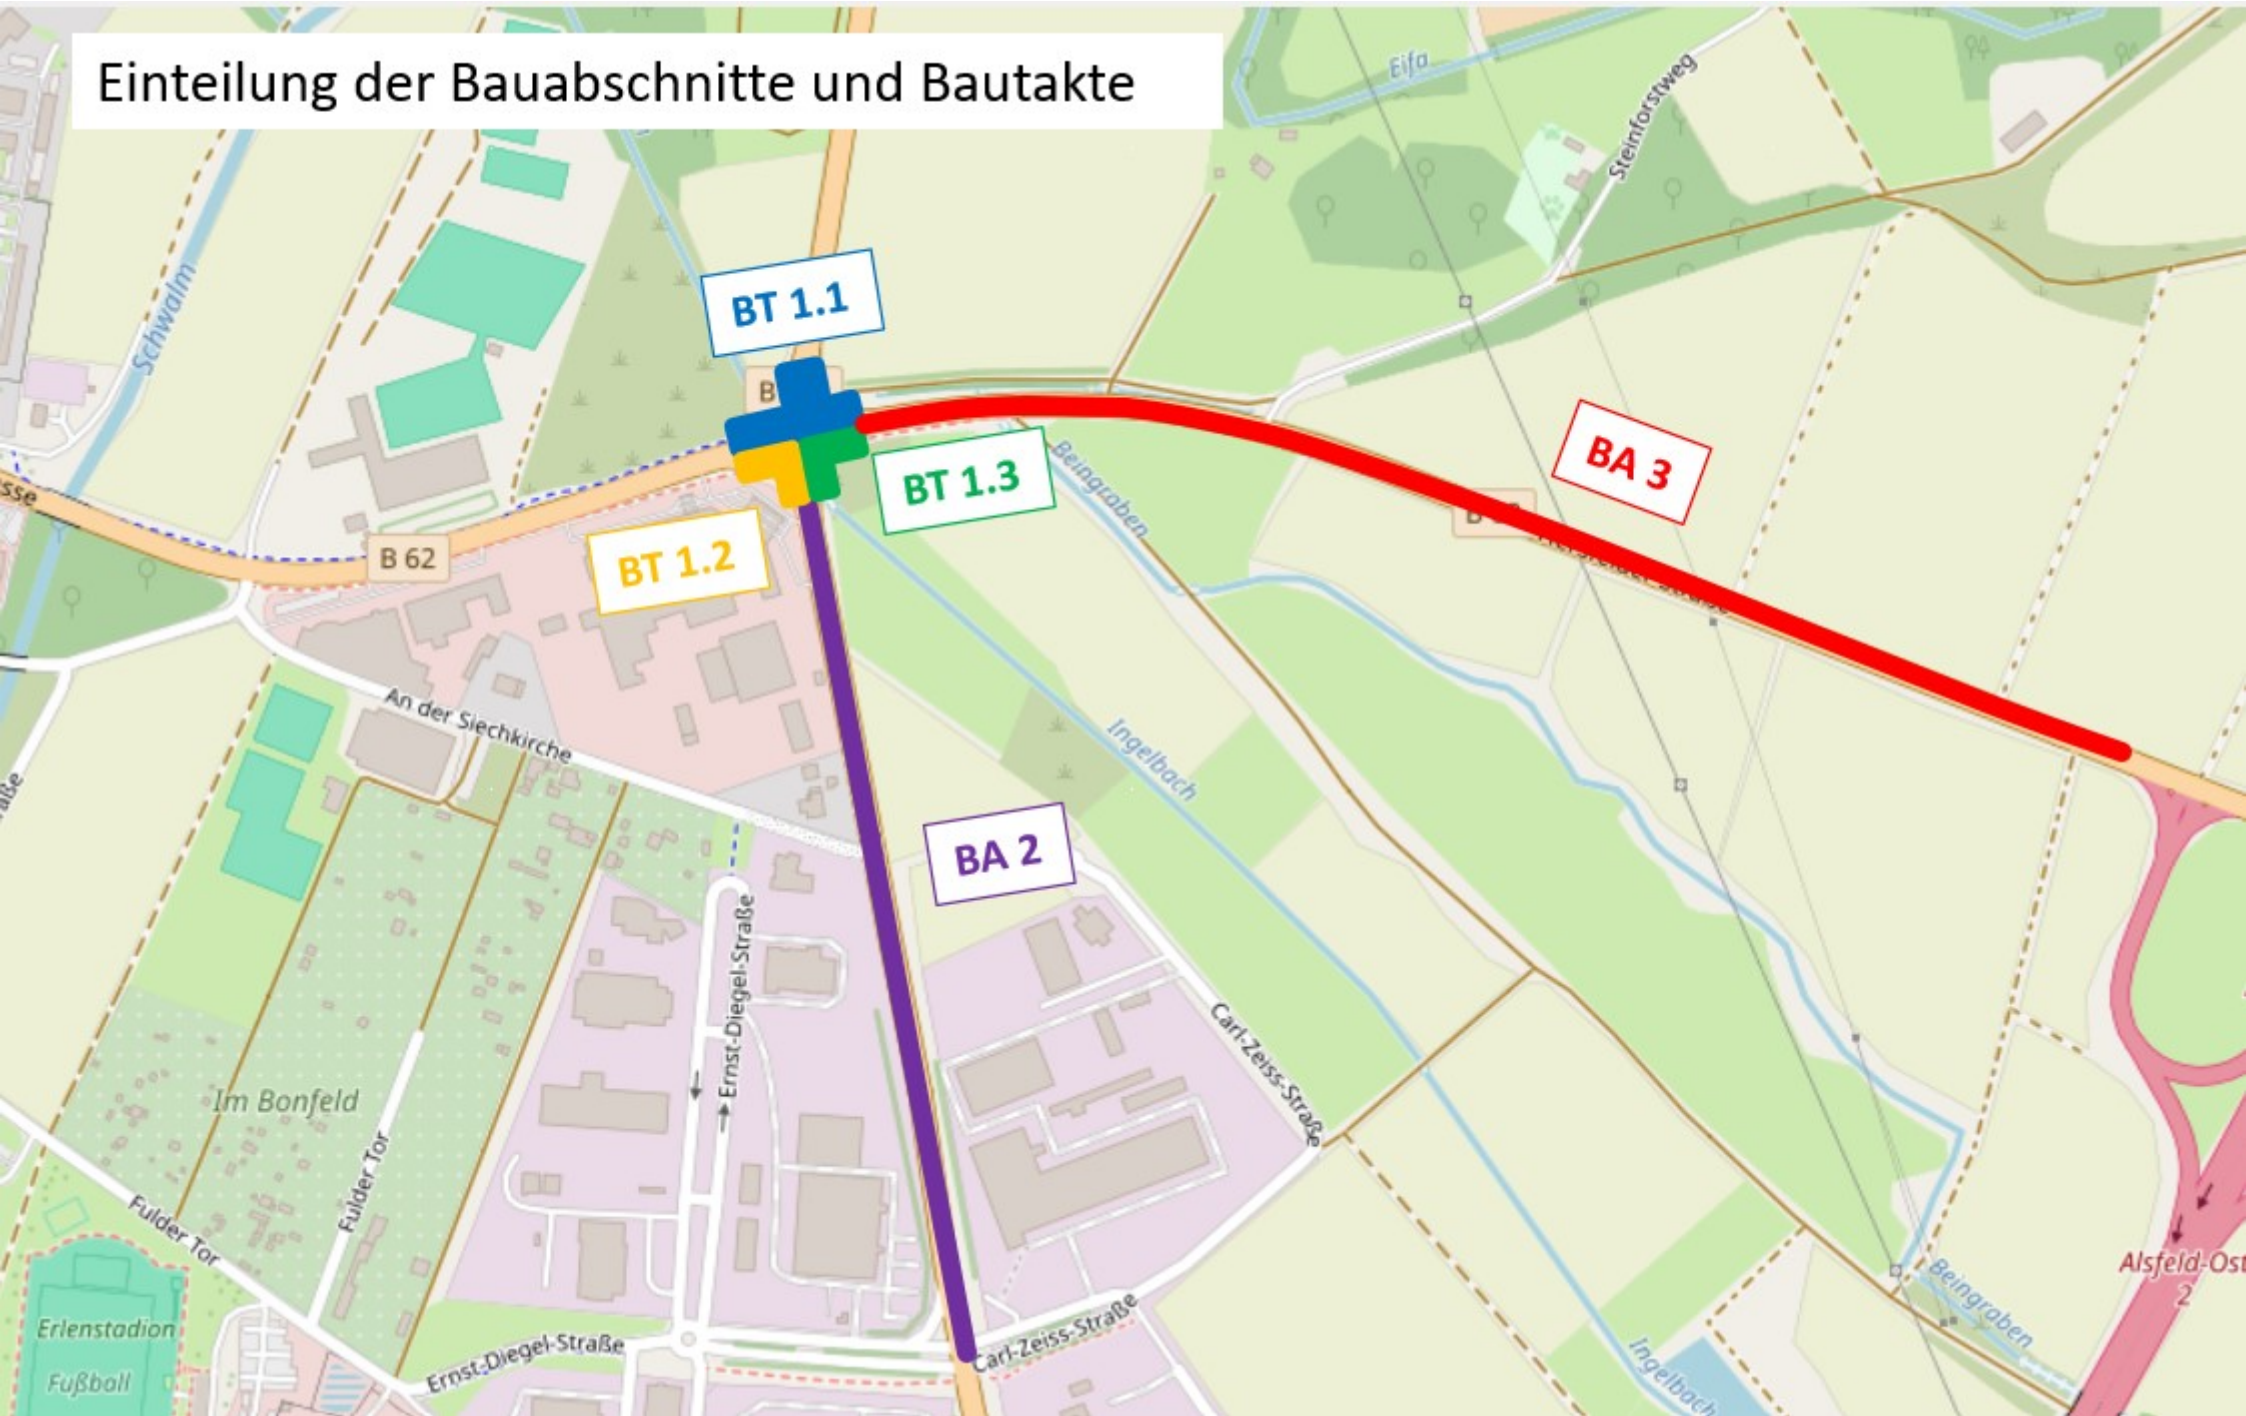 Einteilung der Bauabschnitte und Bautakte
Eifa
Steinforstweg
Schwalm
BT 1.1
B
BA 3
BT 1.3
Beingraben
sse
B 62
BT 1.2
B
An der Siechkirche
Ingelbach
aße
BA 2
Ernst-Diegel-Straße
Carl-Zeiss-Straße
Im Bonfeld
Fulder Tor
Fulder Tor
Alsfeld-Ost
2
Beingraben
Erlenstadion
Fußball
Ernst-Diegel-Straße
Carl-Zeiss-Straße
Ingelbach